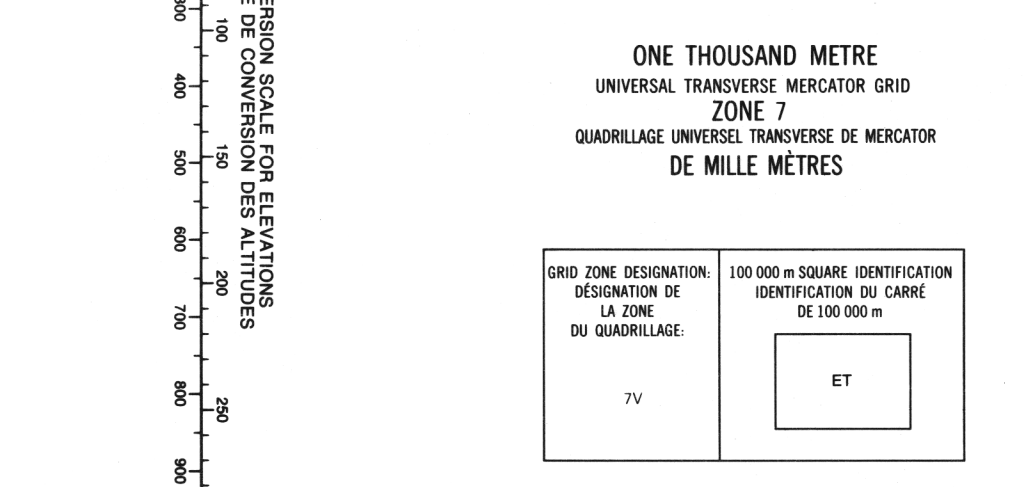 ERSION SCALE FOR ELEVATIONS
DE CONVERSION DES ALTITUDES
100
150
200
250
400
500
600
700
800
900
ONE THOUSAND METRE
UNIVERSAL TRANSVERSE MERCATOR GRID
ZONE 7
QUADRILLAGE UNIVERSEL TRANSVERSE DE MERCATOR
DE MILLE MÈTRES
GRID ZONE DESIGNATION:
DÉSIGNATION DE
LA ZONE
DU QUADRILLAGE:
7V
100 000 m SQUARE IDENTIFICATION
IDENTIFICATION DU CARRÉ
DE 100 000 m
ET